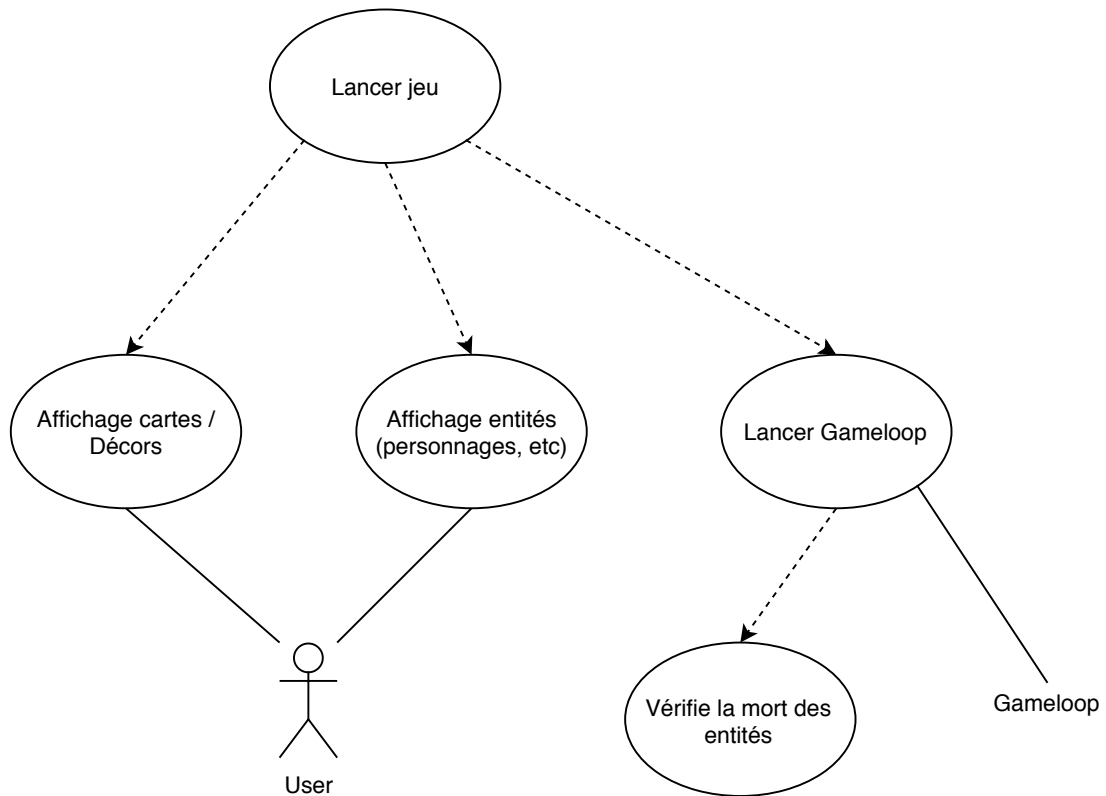 Lancer jeu
Affichage cartes /
Décors
Affichage entités
(personnages, etc)
Lancer Gameloop
Vérifie la mort des
entités
Gameloop
User